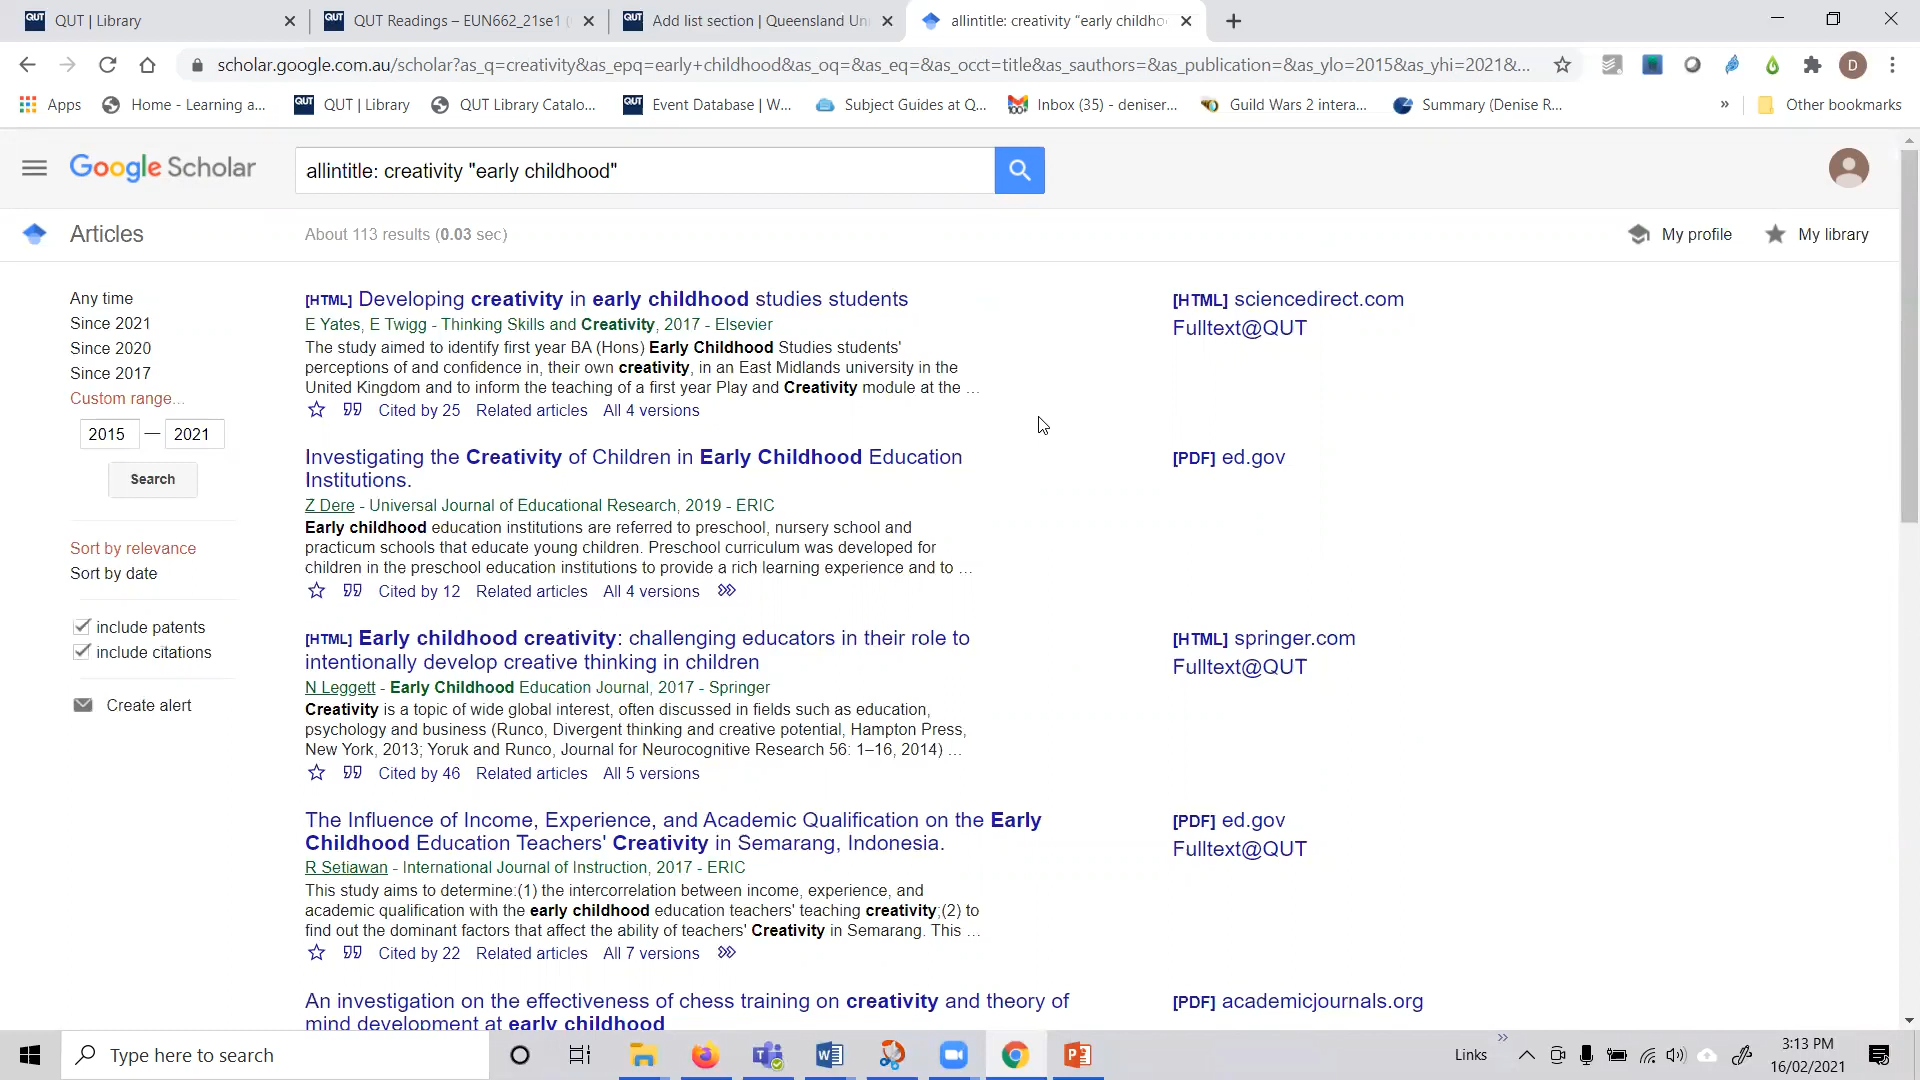 QUT | Library
QUT Readings – EUN662_21se1 (
Add list section | Queensland Un
allintitle: creativity "early childho
scholar.google.com.au/scholar?as_q=creativity&as_epq=early+childhood&as_oq=&as_eq=&as_occt=title&as_sauthors=&as_publication=&as_ylo=2015&as_yhi=2021&...
D
Apps
Home - Learning a...
QUT | Library
QUT Library Catalo...
Event Database | W...
Subject Guides at Q...
Inbox (35) - deniser...
Guild Wars 2 intera...
Summary (Denise R...
»
Other bookmarks
Google Scholar
allintitle: creativity "early childhood"
Articles
About 113 results (0.03 sec)
My profile
My library
Any time
Since 2021
Since 2020
Since 2017
Custom range...
2015 — 2021
Search
Sort by relevance
Sort by date
include patents
include citations
Create alert
[HTML] Developing creativity in early childhood studies students
E Yates, E Twigg - Thinking Skills and Creativity, 2017 - Elsevier
The study aimed to identify first year BA (Hons) Early Childhood Studies students'
perceptions of and confidence in, their own creativity, in an East Midlands university in the
United Kingdom and to inform the teaching of a first year Play and Creativity module at the …
Cited by 25 Related articles All 4 versions
[HTML] sciencedirect.com
Fulltext@QUT
Investigating the Creativity of Children in Early Childhood Education
Institutions.
Z Dere - Universal Journal of Educational Research, 2019 - ERIC
Early childhood education institutions are referred to preschool, nursery school and
practicum schools that educate young children. Preschool curriculum was developed for
children in the preschool education institutions to provide a rich learning experience and to …
Cited by 12 Related articles All 4 versions
[PDF] ed.gov
[HTML] Early childhood creativity: challenging educators in their role to
intentionally develop creative thinking in children
N Leggett - Early Childhood Education Journal, 2017 - Springer
Creativity is a topic of wide global interest, often discussed in fields such as education,
psychology and business (Runco, Divergent thinking and creative potential, Hampton Press,
New York, 2013; Yoruk and Runco, Journal for Neurocognitive Research 56: 1–16, 2014) …
Cited by 46 Related articles All 5 versions
[HTML] springer.com
Fulltext@QUT
The Influence of Income, Experience, and Academic Qualification on the Early
Childhood Education Teachers' Creativity in Semarang, Indonesia.
R Setiawan - International Journal of Instruction, 2017 - ERIC
This study aims to determine:(1) the intercorrelation between income, experience, and
academic qualification with the early childhood education teachers' teaching creativity;(2) to
find out the dominant factors that affect the ability of teachers' Creativity in Semarang. This …
Cited by 22 Related articles All 7 versions
[PDF] ed.gov
Fulltext@QUT
An investigation on the effectiveness of chess training on creativity and theory of
mind development at early childhood
[PDF] academicjournals.org
Type here to search
Links
»
3:13 PM
16/02/2021